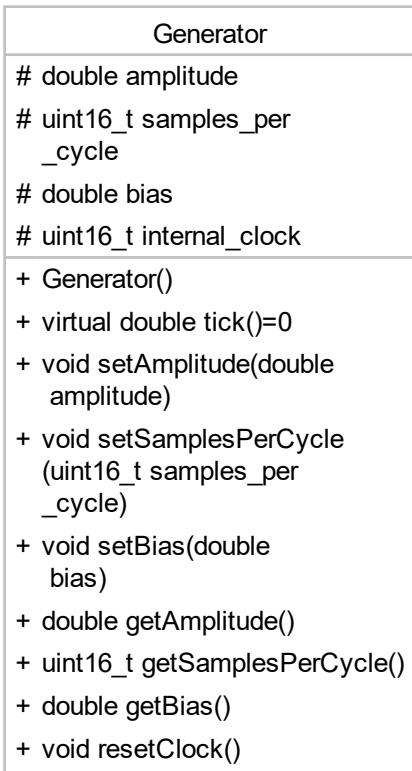 Generator
# double amplitude
# uint16_t samples_per
_cycle
# double bias
# uint16_t internal_clock
+ Generator()
+ virtual double tick()=0
+ void setAmplitude(double
amplitude)
+ void setSamplesPerCycle
(uint16_t samples_per
_cycle)
+ void setBias(double
bias)
+ double getAmplitude()
+ uint16_t getSamplesPerCycle()
+ double getBias()
+ void resetClock()